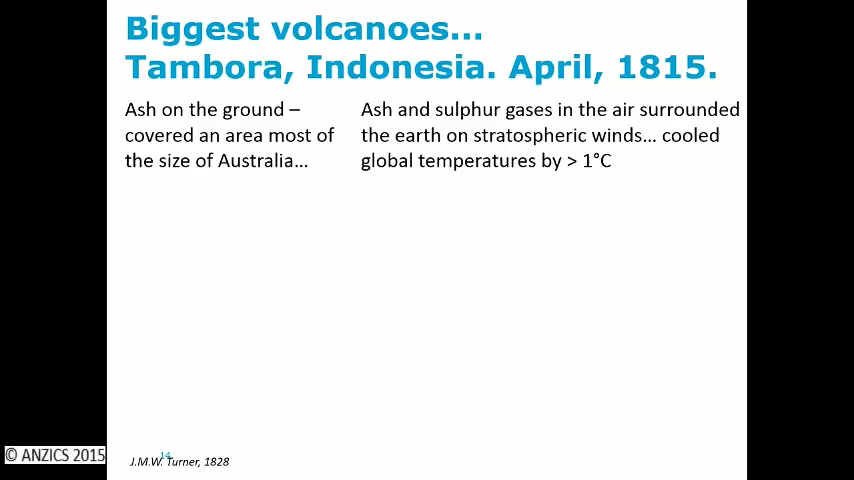 Biggest volcanoes...
Tambora, Indonesia. April, 1815.
Ash on the ground –
covered an area most of
the size of Australia...
Ash and sulphur gases in the air surrounded
the earth on stratospheric winds... cooled
global temperatures by > 1°C
14
J.M.W. Turner, 1828
© ANZICS 2015